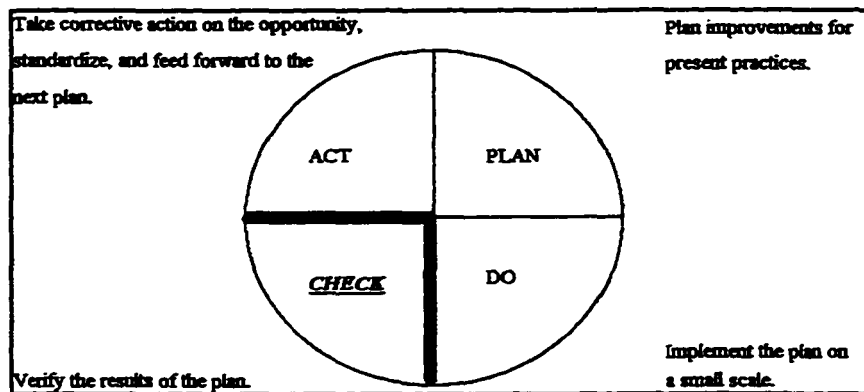 Take corrective action on the opportunity,
standardize, and feed forward to the
next plan.
Plan improvements for
present practices.
ACT
PLAN
CHECK
DO
Verify the results of the plan.
Implement the plan on
a small scale.